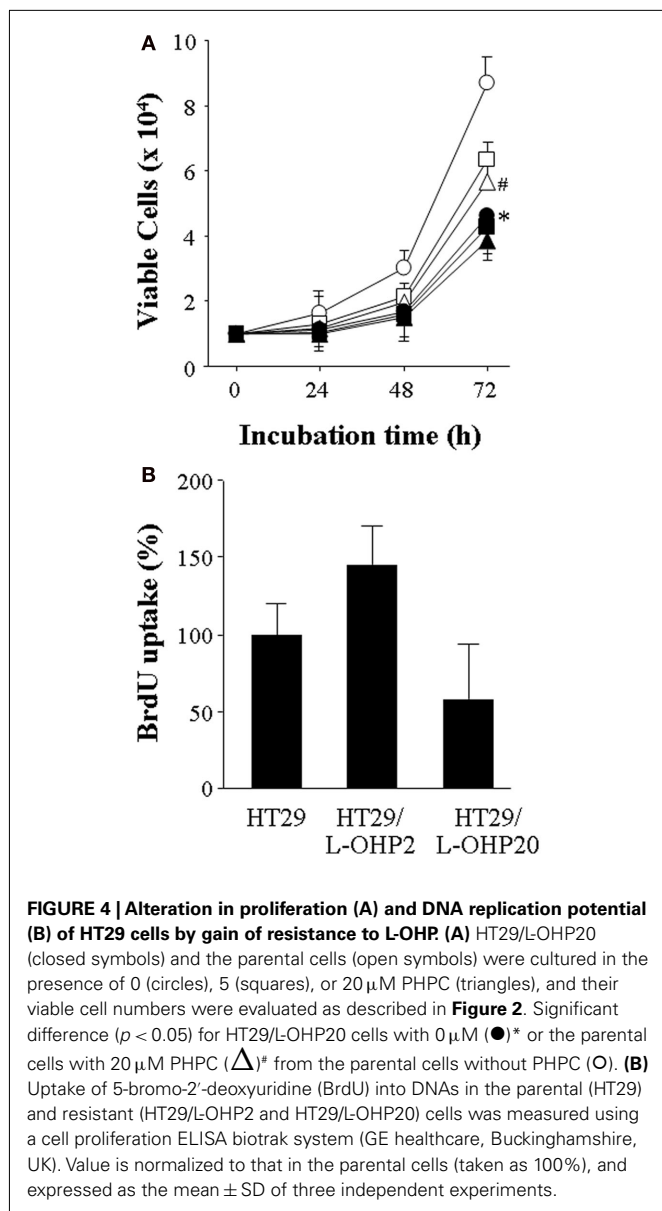 A
10
8
6
4
2
0
Viable Cells (x 10⁴)
#
*
0 24 48 72
Incubation time (h)
B
200
150
100
50
0
BrdU uptake (%)
HT29 HT29/ HT29/
L-OHP2 L-OHP20
FIGURE 4 | Alteration in proliferation (A) and DNA replication potential
(B) of HT29 cells by gain of resistance to L-OHP. (A) HT29/L-OHP20
(closed symbols) and the parental cells (open symbols) were cultured in the
presence of 0 (circles), 5 (squares), or 20 μM PHPC (triangles), and their
viable cell numbers were evaluated as described in Figure 2. Significant
difference (p < 0.05) for HT29/L-OHP20 cells with 0 μM (●)* or the parental
cells with 20 μM PHPC (△)# from the parental cells without PHPC (○). (B)
Uptake of 5-bromo-2′-deoxyuridine (BrdU) into DNAs in the parental (HT29)
and resistant (HT29/L-OHP2 and HT29/L-OHP20) cells was measured using
a cell proliferation ELISA biotrak system (GE healthcare, Buckinghamshire,
UK). Value is normalized to that in the parental cells (taken as 100%), and
expressed as the mean ± SD of three independent experiments.